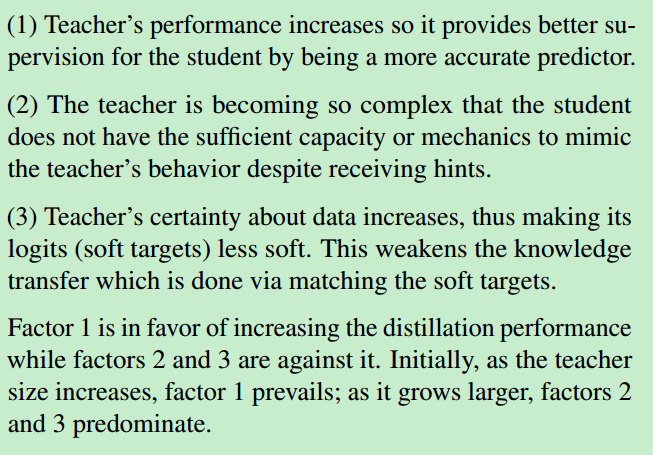 (1) Teacher's performance increases so it provides better su-
pervision for the student by being a more accurate predictor.
(2) The teacher is becoming so complex that the student
does not have the sufficient capacity or mechanics to mimic
the teacher's behavior despite receiving hints.
(3) Teacher's certainty about data increases, thus making its
logits (soft targets) less soft. This weakens the knowledge
transfer which is done via matching the soft targets.
Factor 1 is in favor of increasing the distillation performance
while factors 2 and 3 are against it. Initially, as the teacher
size increases, factor 1 prevails; as it grows larger, factors 2
and 3 predominate.